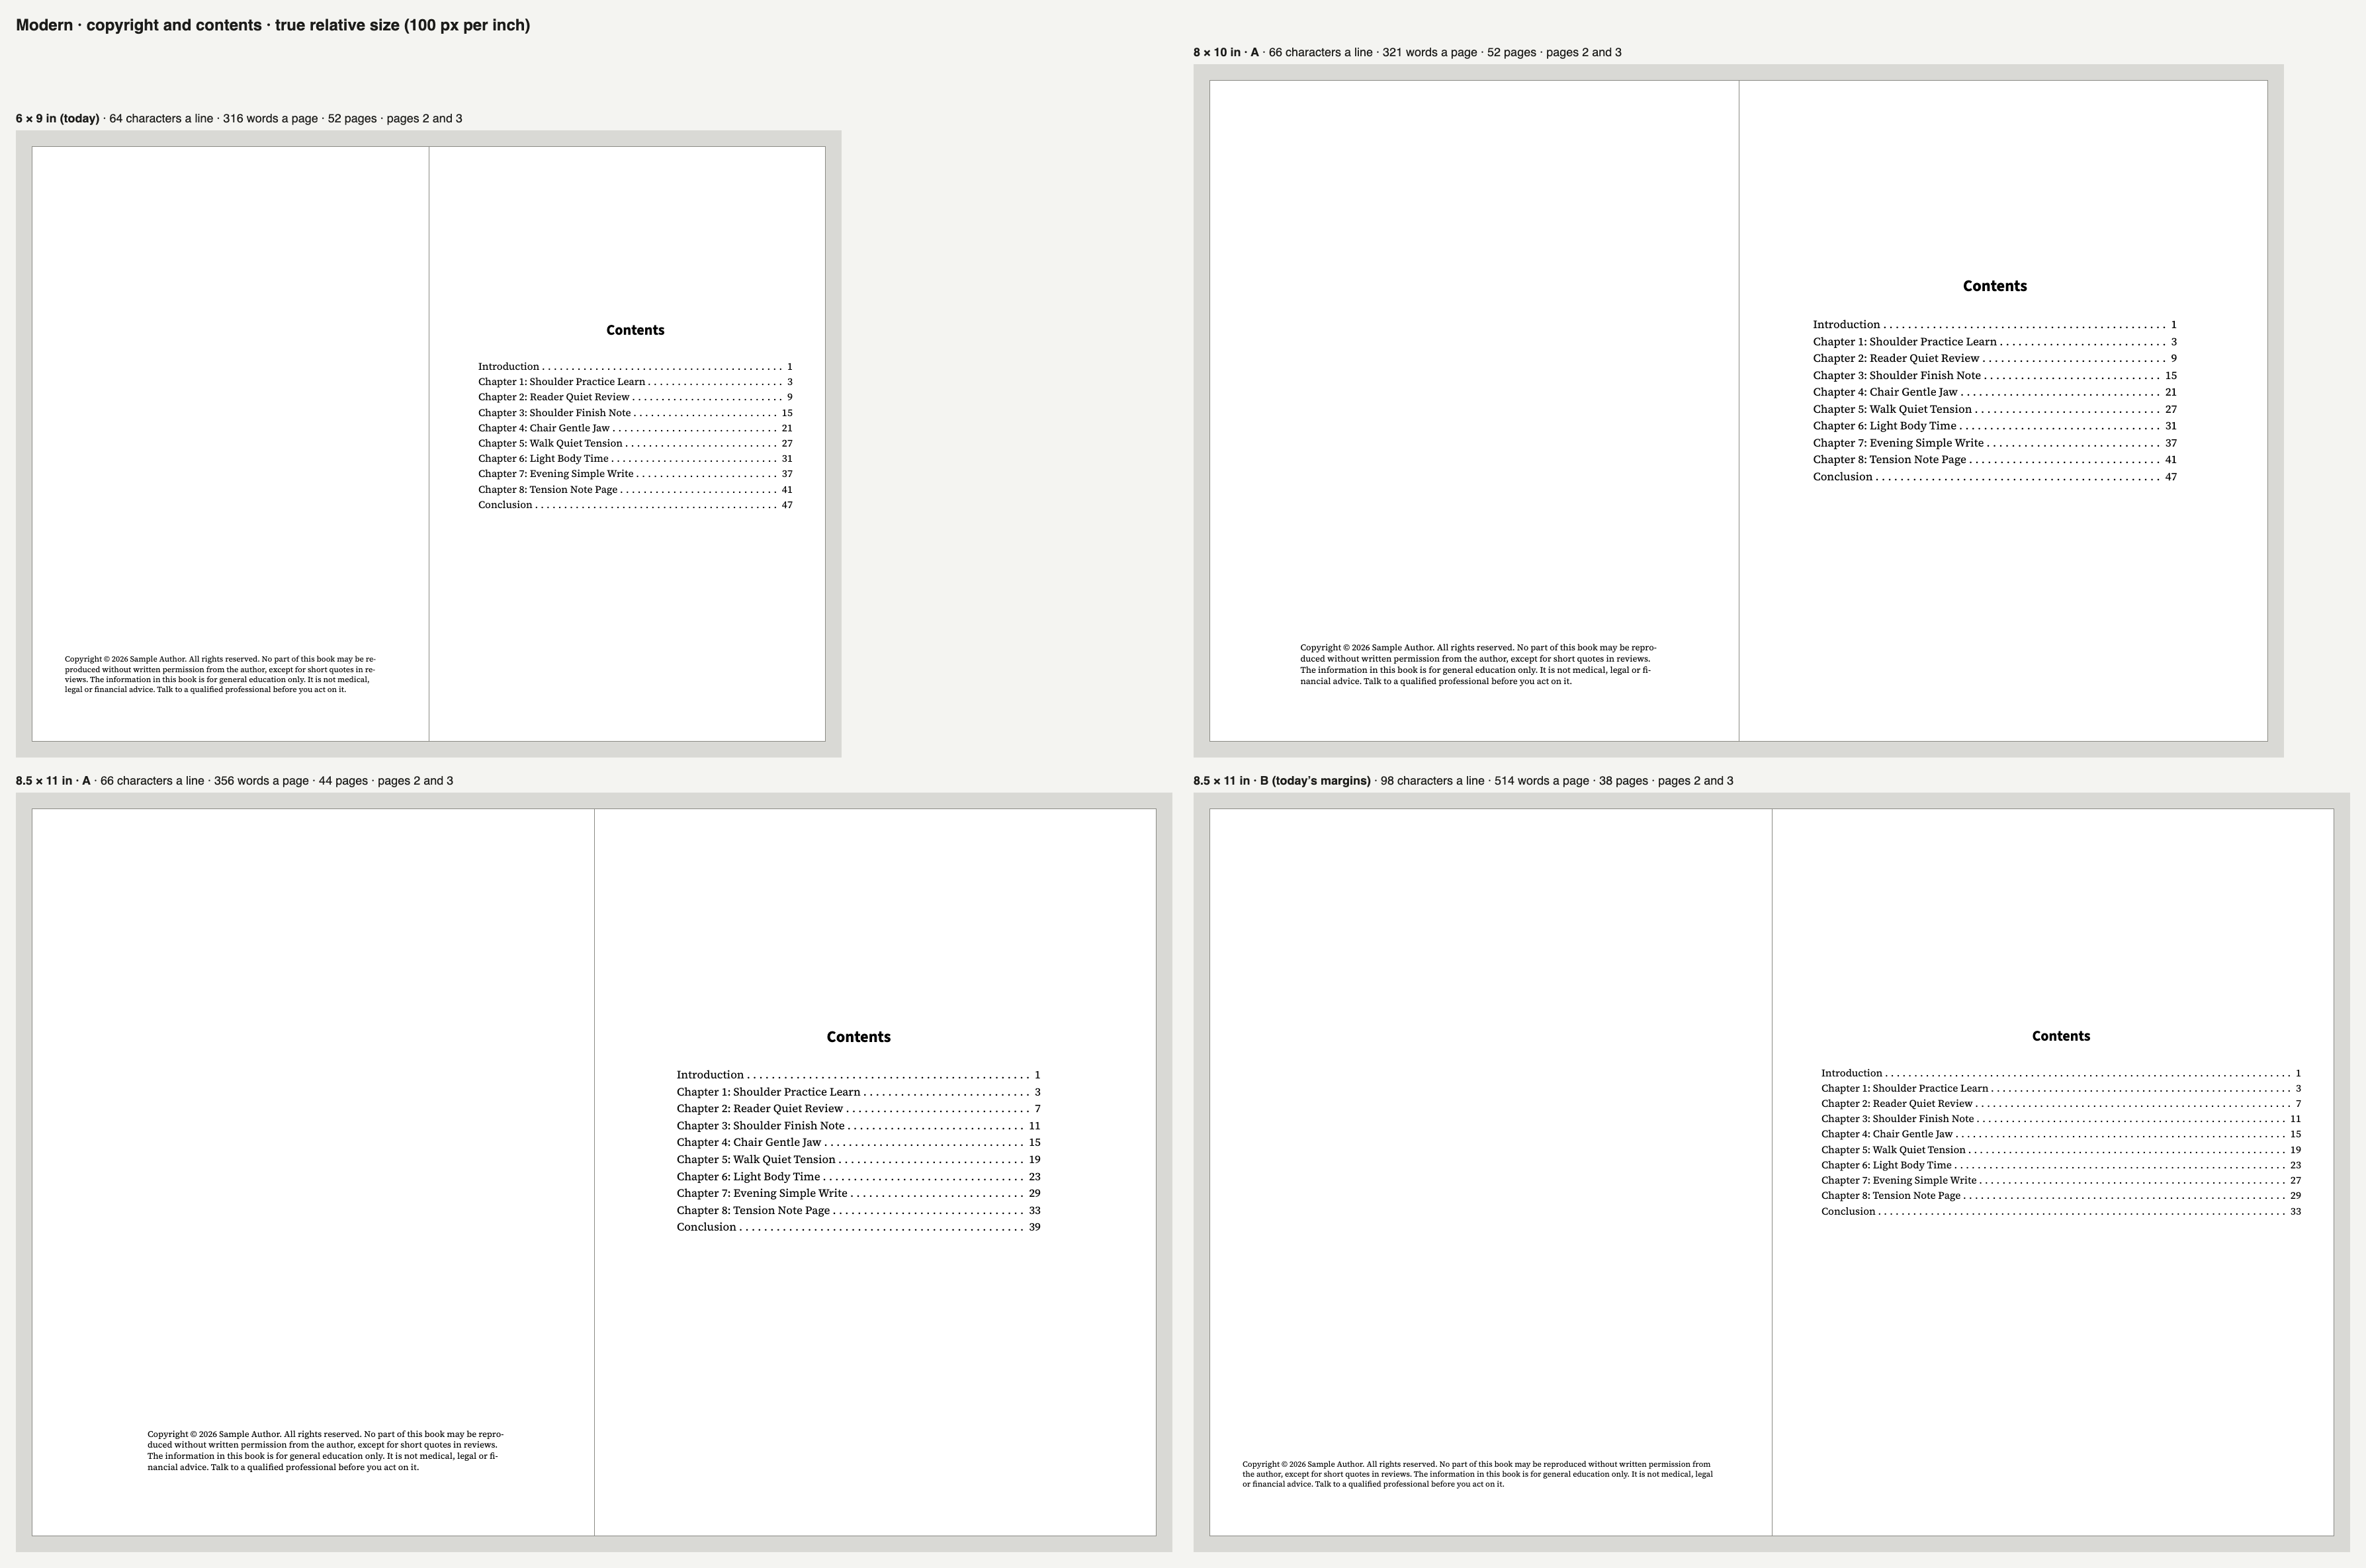 Modern · copyright and contents · true relative size (100 px per inch)
6 × 9 in (today) · 64 characters a line · 316 words a page · 52 pages · pages 2 and 3
Copyright © 2026 Sample Author. All rights reserved. No part of this book may be re-
produced without written permission from the author, except for short quotes in re-
views. The information in this book is for general education only. It is not medical,
legal or financial advice. Talk to a qualified professional before you act on it.
Contents
Introduction . . . . . . . . . . . . . . . . . . . . . . . . . . . . . . . . . . . . . . . . . . 1
Chapter 1: Shoulder Practice Learn . . . . . . . . . . . . . . . . . . . . . . . . 3
Chapter 2: Reader Quiet Review . . . . . . . . . . . . . . . . . . . . . . . . . . 9
Chapter 3: Shoulder Finish Note . . . . . . . . . . . . . . . . . . . . . . . . . 15
Chapter 4: Chair Gentle Jaw . . . . . . . . . . . . . . . . . . . . . . . . . . . . . 21
Chapter 5: Walk Quiet Tension . . . . . . . . . . . . . . . . . . . . . . . . . . . 27
Chapter 6: Light Body Time . . . . . . . . . . . . . . . . . . . . . . . . . . . . . 31
Chapter 7: Evening Simple Write . . . . . . . . . . . . . . . . . . . . . . . . . 37
Chapter 8: Tension Note Page . . . . . . . . . . . . . . . . . . . . . . . . . . . . 41
Conclusion . . . . . . . . . . . . . . . . . . . . . . . . . . . . . . . . . . . . . . . . . . 47
8 × 10 in · A · 66 characters a line · 321 words a page · 52 pages · pages 2 and 3
Copyright © 2026 Sample Author. All rights reserved. No part of this book may be repro-
duced without written permission from the author, except for short quotes in reviews.
The information in this book is for general education only. It is not medical, legal or fi-
nancial advice. Talk to a qualified professional before you act on it.
Contents
Introduction . . . . . . . . . . . . . . . . . . . . . . . . . . . . . . . . . . . . . . . . . . . . . 1
Chapter 1: Shoulder Practice Learn . . . . . . . . . . . . . . . . . . . . . . . . . . 3
Chapter 2: Reader Quiet Review . . . . . . . . . . . . . . . . . . . . . . . . . . . . . 9
Chapter 3: Shoulder Finish Note . . . . . . . . . . . . . . . . . . . . . . . . . . . . 15
Chapter 4: Chair Gentle Jaw . . . . . . . . . . . . . . . . . . . . . . . . . . . . . . . . 21
Chapter 5: Walk Quiet Tension . . . . . . . . . . . . . . . . . . . . . . . . . . . . . . 27
Chapter 6: Light Body Time . . . . . . . . . . . . . . . . . . . . . . . . . . . . . . . . 31
Chapter 7: Evening Simple Write . . . . . . . . . . . . . . . . . . . . . . . . . . . . 37
Chapter 8: Tension Note Page . . . . . . . . . . . . . . . . . . . . . . . . . . . . . . 41
Conclusion . . . . . . . . . . . . . . . . . . . . . . . . . . . . . . . . . . . . . . . . . . . . . 47
8.5 × 11 in · A · 66 characters a line · 356 words a page · 44 pages · pages 2 and 3
Copyright © 2026 Sample Author. All rights reserved. No part of this book may be repro-
duced without written permission from the author, except for short quotes in reviews.
The information in this book is for general education only. It is not medical, legal or fi-
nancial advice. Talk to a qualified professional before you act on it.
Contents
Introduction . . . . . . . . . . . . . . . . . . . . . . . . . . . . . . . . . . . . . . . . . . . . . 1
Chapter 1: Shoulder Practice Learn . . . . . . . . . . . . . . . . . . . . . . . . . . 3
Chapter 2: Reader Quiet Review . . . . . . . . . . . . . . . . . . . . . . . . . . . . . 7
Chapter 3: Shoulder Finish Note . . . . . . . . . . . . . . . . . . . . . . . . . . . . 11
Chapter 4: Chair Gentle Jaw . . . . . . . . . . . . . . . . . . . . . . . . . . . . . . . . 15
Chapter 5: Walk Quiet Tension . . . . . . . . . . . . . . . . . . . . . . . . . . . . . . 19
Chapter 6: Light Body Time . . . . . . . . . . . . . . . . . . . . . . . . . . . . . . . . 23
Chapter 7: Evening Simple Write . . . . . . . . . . . . . . . . . . . . . . . . . . . . 29
Chapter 8: Tension Note Page . . . . . . . . . . . . . . . . . . . . . . . . . . . . . . 33
Conclusion . . . . . . . . . . . . . . . . . . . . . . . . . . . . . . . . . . . . . . . . . . . . . 39
8.5 × 11 in · B (today’s margins) · 98 characters a line · 514 words a page · 38 pages · pages 2 and 3
Copyright © 2026 Sample Author. All rights reserved. No part of this book may be reproduced without written permission from
the author, except for short quotes in reviews. The information in this book is for general education only. It is not medical, legal
or financial advice. Talk to a qualified professional before you act on it.
Contents
Introduction . . . . . . . . . . . . . . . . . . . . . . . . . . . . . . . . . . . . . . . . . . . . . . . . . . . . . . . . . . . . . . . . . . . . . . 1
Chapter 1: Shoulder Practice Learn . . . . . . . . . . . . . . . . . . . . . . . . . . . . . . . . . . . . . . . . . . . . . . . . . . . . 3
Chapter 2: Reader Quiet Review . . . . . . . . . . . . . . . . . . . . . . . . . . . . . . . . . . . . . . . . . . . . . . . . . . . . . . . 7
Chapter 3: Shoulder Finish Note . . . . . . . . . . . . . . . . . . . . . . . . . . . . . . . . . . . . . . . . . . . . . . . . . . . . . . 11
Chapter 4: Chair Gentle Jaw . . . . . . . . . . . . . . . . . . . . . . . . . . . . . . . . . . . . . . . . . . . . . . . . . . . . . . . . . . 15
Chapter 5: Walk Quiet Tension . . . . . . . . . . . . . . . . . . . . . . . . . . . . . . . . . . . . . . . . . . . . . . . . . . . . . . . . 19
Chapter 6: Light Body Time . . . . . . . . . . . . . . . . . . . . . . . . . . . . . . . . . . . . . . . . . . . . . . . . . . . . . . . . . . 23
Chapter 7: Evening Simple Write . . . . . . . . . . . . . . . . . . . . . . . . . . . . . . . . . . . . . . . . . . . . . . . . . . . . . . 27
Chapter 8: Tension Note Page . . . . . . . . . . . . . . . . . . . . . . . . . . . . . . . . . . . . . . . . . . . . . . . . . . . . . . . . . 29
Conclusion . . . . . . . . . . . . . . . . . . . . . . . . . . . . . . . . . . . . . . . . . . . . . . . . . . . . . . . . . . . . . . . . . . . . . . . 33